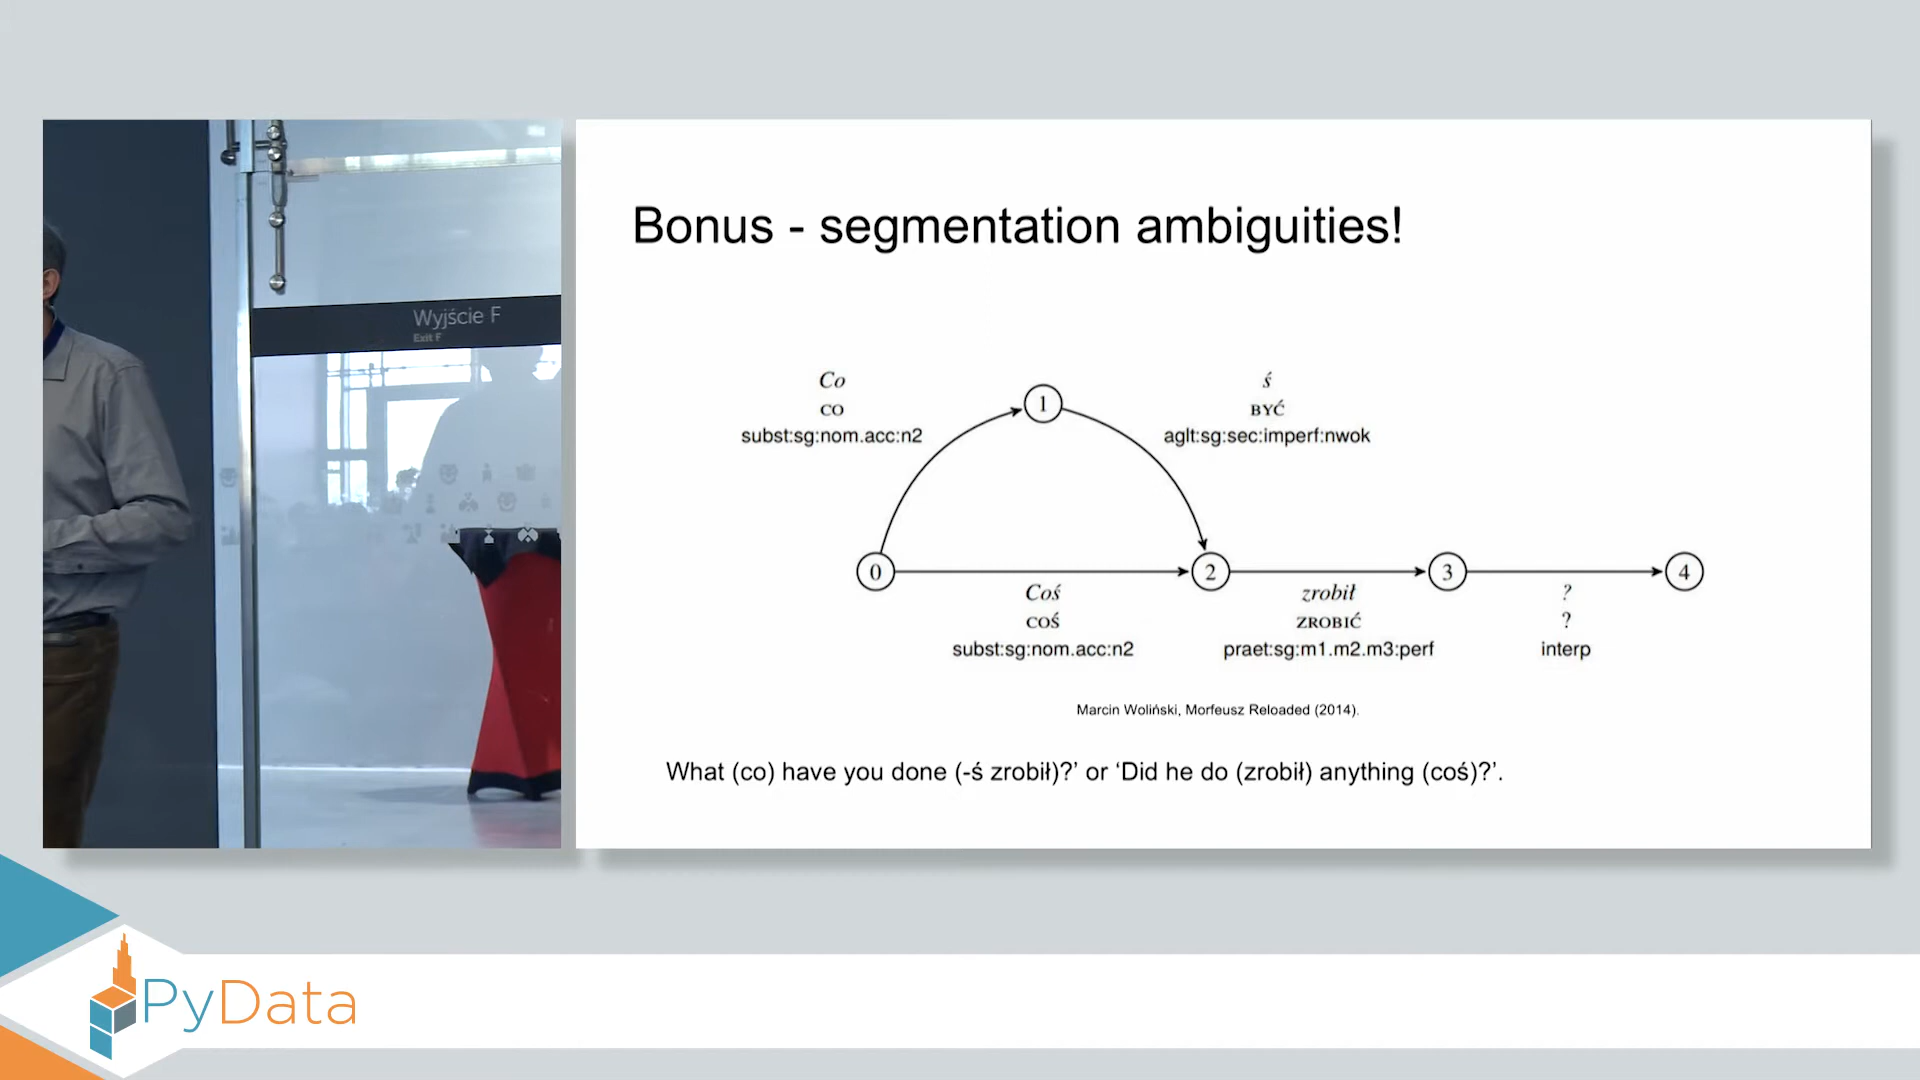 Wyjście F
Exit F
Bonus - segmentation ambiguities!
Co
CO
subst:sg:nom.acc:n2
1
ś
BYĆ
aglt:sg:sec:imperf:nwok
0
2
3
4
Coś
COŚ
subst:sg:nom.acc:n2
zrobił
ZROBIĆ
praet:sg:m1.m2.m3:perf
?
?
interp
Marcin Woliński, Morfeusz Reloaded (2014).
What (co) have you done (-ś zrobił)?’ or ‘Did he do (zrobił) anything (coś)?’.
PyData